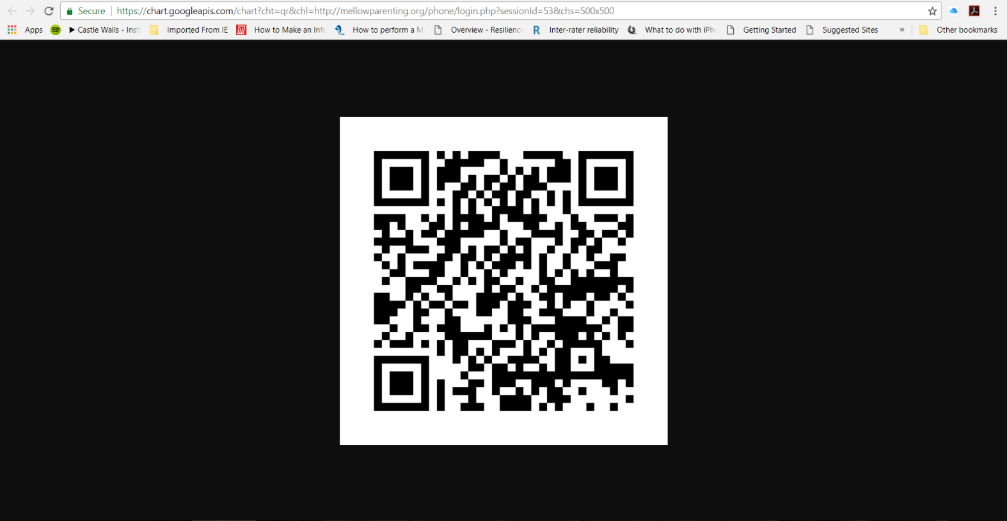 Secure https://chart.googleapis.com/chart?cht=qr&chl=http://mellowparenting.org/phone/login.php?sessionId=53&chs=500x500
Apps Castle Walls - Inst Imported From IE How to Make an Inf How to perform a M Overview - Resilienc Inter-rater reliability What to do with iPho Getting Started Suggested Sites » Other bookmarks